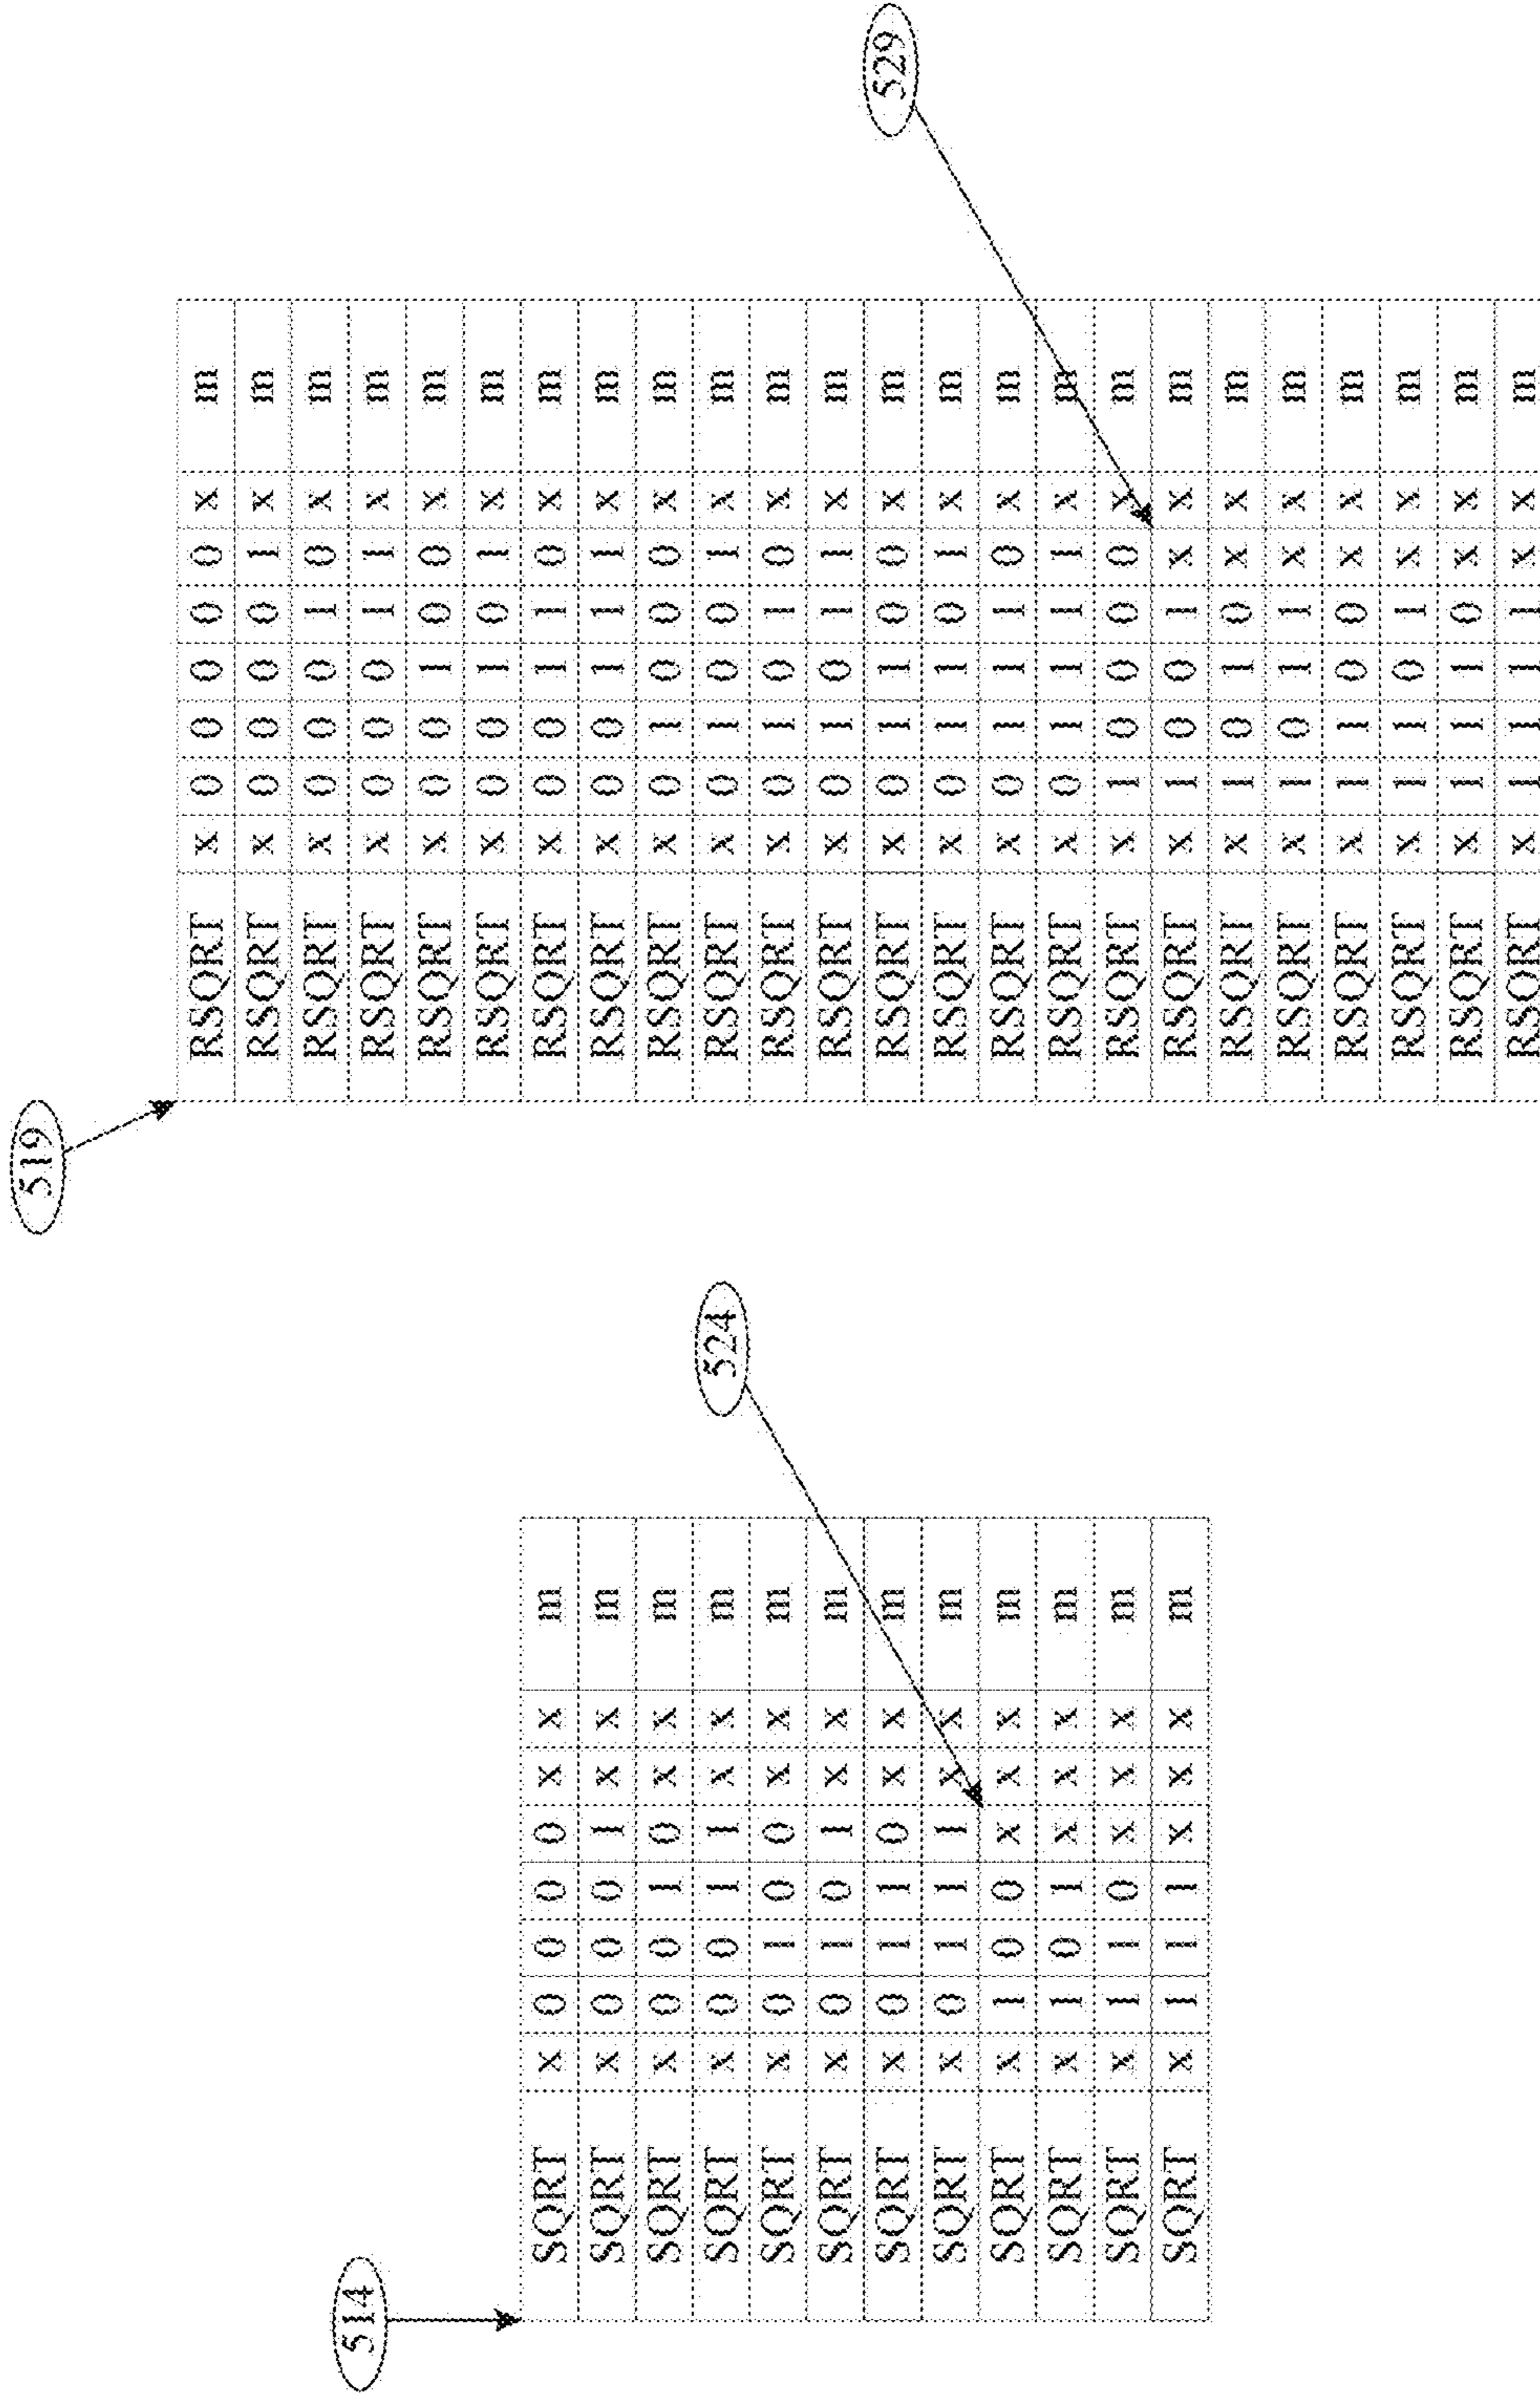 519
RSQRT x 0 0 0 0 0 x m
RSQRT x 0 0 0 0 1 x m
RSQRT x 0 0 0 1 0 x m
RSQRT x 0 0 0 1 1 x m
RSQRT x 0 0 1 0 0 x m
RSQRT x 0 0 1 0 1 x m
RSQRT x 0 0 1 1 0 x m
RSQRT x 0 0 1 1 1 x m
RSQRT x 0 1 0 0 0 x m
RSQRT x 0 1 0 0 1 x m
RSQRT x 0 1 0 1 0 x m
RSQRT x 0 1 0 1 1 x m
RSQRT x 0 1 1 0 0 x m
RSQRT x 0 1 1 0 1 x m
RSQRT x 0 1 1 1 0 x m
RSQRT x 0 1 1 1 1 x m
RSQRT x 1 0 0 0 0 x m
RSQRT x 1 0 0 1 x x m
RSQRT x 1 0 1 0 x x m
RSQRT x 1 0 1 1 x x m
RSQRT x 1 1 0 0 x x m
RSQRT x 1 1 0 1 x x m
RSQRT x 1 1 1 0 x x m
RSQRT x 1 1 1 1 x x m
529
514
SQRT x 0 0 0 0 x x m
SQRT x 0 0 0 1 x x m
SQRT x 0 0 1 0 x x m
SQRT x 0 0 1 1 x x m
SQRT x 0 1 0 0 x x m
SQRT x 0 1 0 1 x x m
SQRT x 0 1 1 0 x x m
SQRT x 0 1 1 1 x x m
SQRT x 1 0 0 x x x m
SQRT x 1 0 1 x x x m
SQRT x 1 1 0 x x x m
SQRT x 1 1 1 x x x m
524